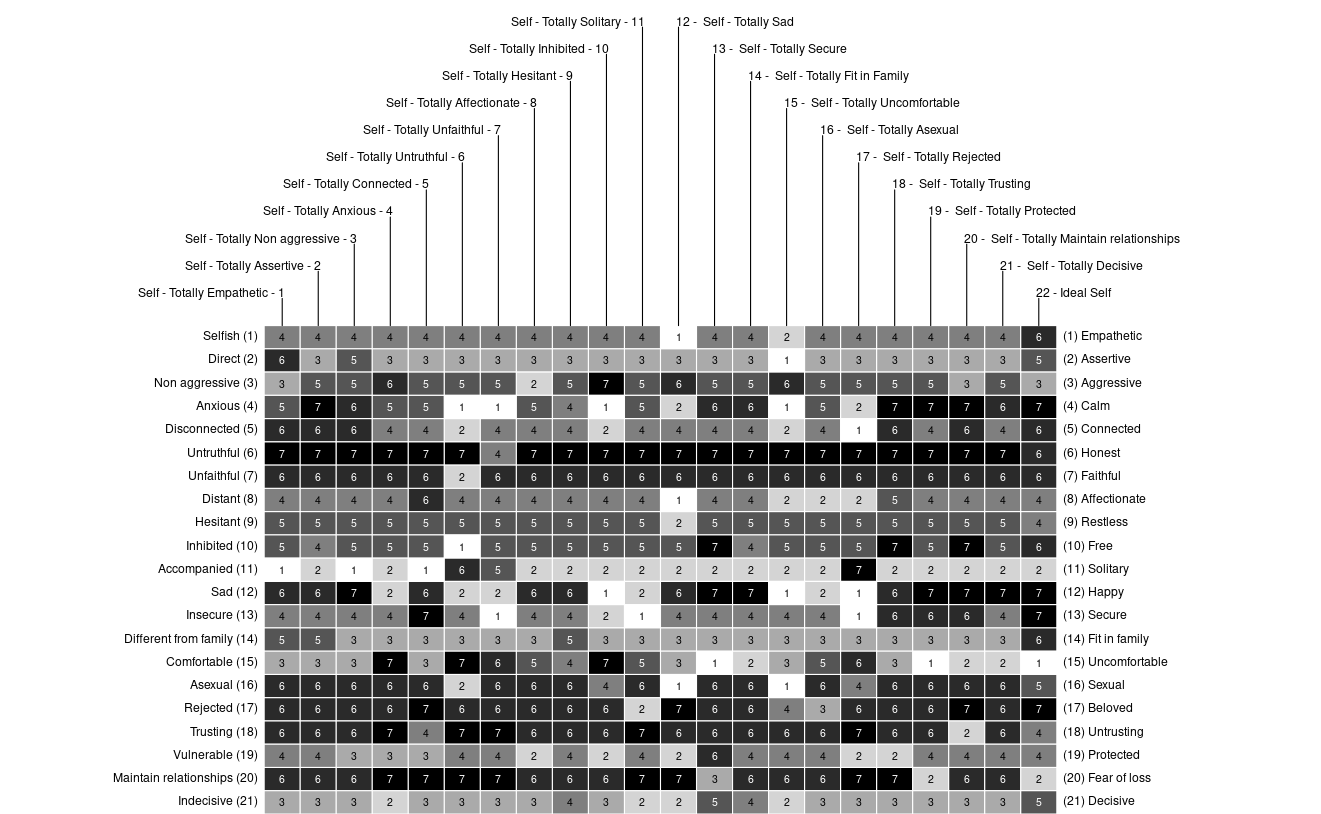 Self - Totally Solitary - 11 12 - Self - Totally Sad
Self - Totally Inhibited - 10 13 - Self - Totally Secure
Self - Totally Hesitant - 9 14 - Self - Totally Fit in Family
Self - Totally Affectionate - 8 15 - Self - Totally Uncomfortable
Self - Totally Unfaithful - 7 16 - Self - Totally Asexual
Self - Totally Untruthful - 6 17 - Self - Totally Rejected
Self - Totally Connected - 5 18 - Self - Totally Trusting
Self - Totally Anxious - 4 19 - Self - Totally Protected
Self - Totally Non aggressive - 3 20 - Self - Totally Maintain relationships
Self - Totally Assertive - 2 21 - Self - Totally Decisive
Self - Totally Empathetic - 1 22 - Ideal Self
Selfish (1) 4 4 4 4 4 4 4 4 4 4 4 1 4 4 2 4 4 4 4 4 4 6 (1) Empathetic
Direct (2) 6 3 5 3 3 3 3 3 3 3 3 3 3 3 1 3 3 3 3 3 3 5 (2) Assertive
Non aggressive (3) 3 5 5 6 5 5 5 2 5 7 5 6 5 5 6 5 5 5 5 3 5 3 (3) Aggressive
Anxious (4) 5 7 6 5 5 1 1 5 4 1 5 2 6 6 1 5 2 7 7 7 6 7 (4) Calm
Disconnected (5) 6 6 6 4 4 2 4 4 4 2 4 4 4 4 2 4 1 6 4 6 4 6 (5) Connected
Untruthful (6) 7 7 7 7 7 7 4 7 7 7 7 7 7 7 7 7 7 7 7 7 7 6 (6) Honest
Unfaithful (7) 6 6 6 6 6 2 6 6 6 6 6 6 6 6 6 6 6 6 6 6 6 6 (7) Faithful
Distant (8) 4 4 4 4 6 4 4 4 4 4 4 1 4 4 2 2 2 5 4 4 4 4 (8) Affectionate
Hesitant (9) 5 5 5 5 5 5 5 5 5 5 5 2 5 5 5 5 5 5 5 5 5 4 (9) Restless
Inhibited (10) 5 4 5 5 5 1 5 5 5 5 5 5 7 4 5 5 5 7 5 7 5 6 (10) Free
Accompanied (11) 1 2 1 2 1 6 5 2 2 2 2 2 2 2 2 2 7 2 2 2 2 2 (11) Solitary
Sad (12) 6 6 7 2 6 2 2 6 6 1 2 6 7 7 1 2 1 6 7 7 7 7 (12) Happy
Insecure (13) 4 4 4 4 7 4 1 4 4 2 1 4 4 4 4 4 1 6 6 6 4 7 (13) Secure
Different from family (14) 5 5 3 3 3 3 3 3 5 3 3 3 3 3 3 3 3 3 3 3 3 6 (14) Fit in family
Comfortable (15) 3 3 3 7 3 7 6 5 4 7 5 3 1 2 3 5 6 3 1 2 2 1 (15) Uncomfortable
Asexual (16) 6 6 6 6 6 2 6 6 6 4 6 1 6 6 1 6 4 6 6 6 6 5 (16) Sexual
Rejected (17) 6 6 6 6 7 6 6 6 6 6 2 7 6 6 4 3 6 6 6 7 6 7 (17) Beloved
Trusting (18) 6 6 6 7 4 7 7 6 6 6 7 6 6 6 6 6 7 6 6 2 6 4 (18) Untrusting
Vulnerable (19) 4 4 3 3 3 4 4 2 4 2 4 2 6 4 4 4 2 2 4 4 4 4 (19) Protected
Maintain relationships (20) 6 6 6 7 7 7 7 6 6 6 7 7 3 6 6 6 7 7 2 6 6 2 (20) Fear of loss
Indecisive (21) 3 3 3 2 3 3 3 3 4 3 2 2 5 4 2 3 3 3 3 3 3 5 (21) Decisive